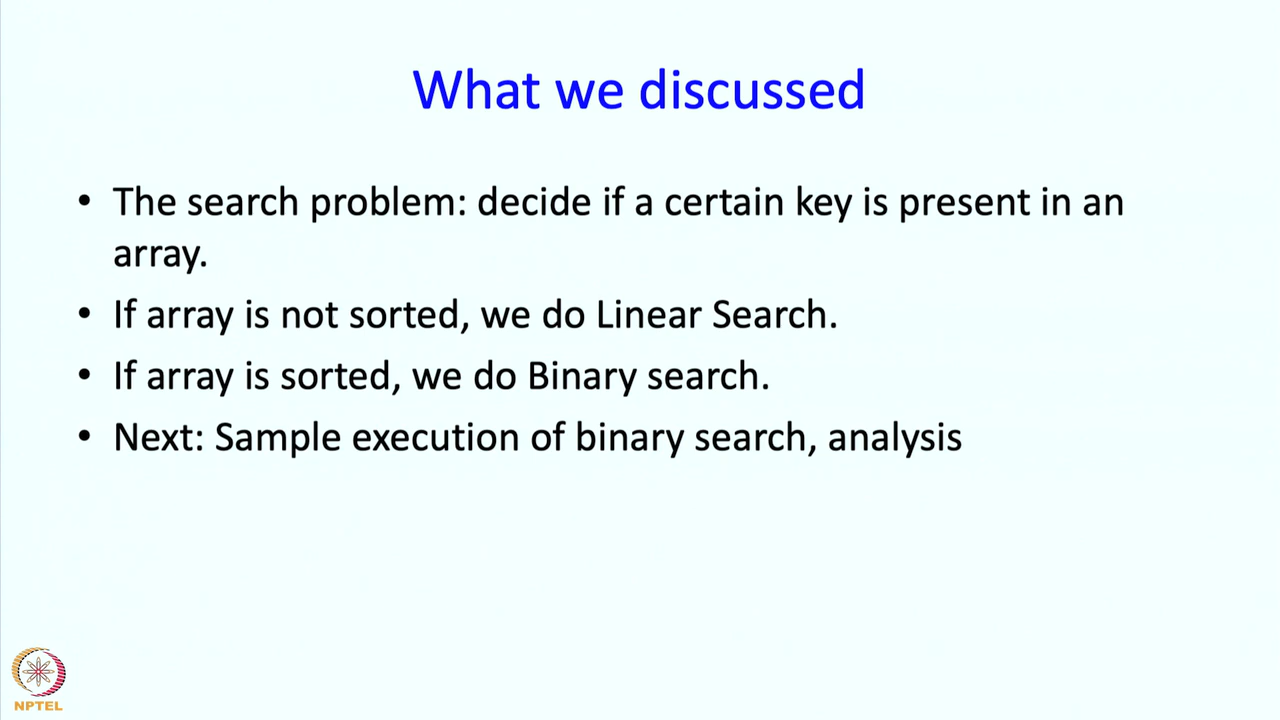 What we discussed
• The search problem: decide if a certain key is present in an
array.
• If array is not sorted, we do Linear Search.
• If array is sorted, we do Binary search.
• Next: Sample execution of binary search, analysis
NPTEL